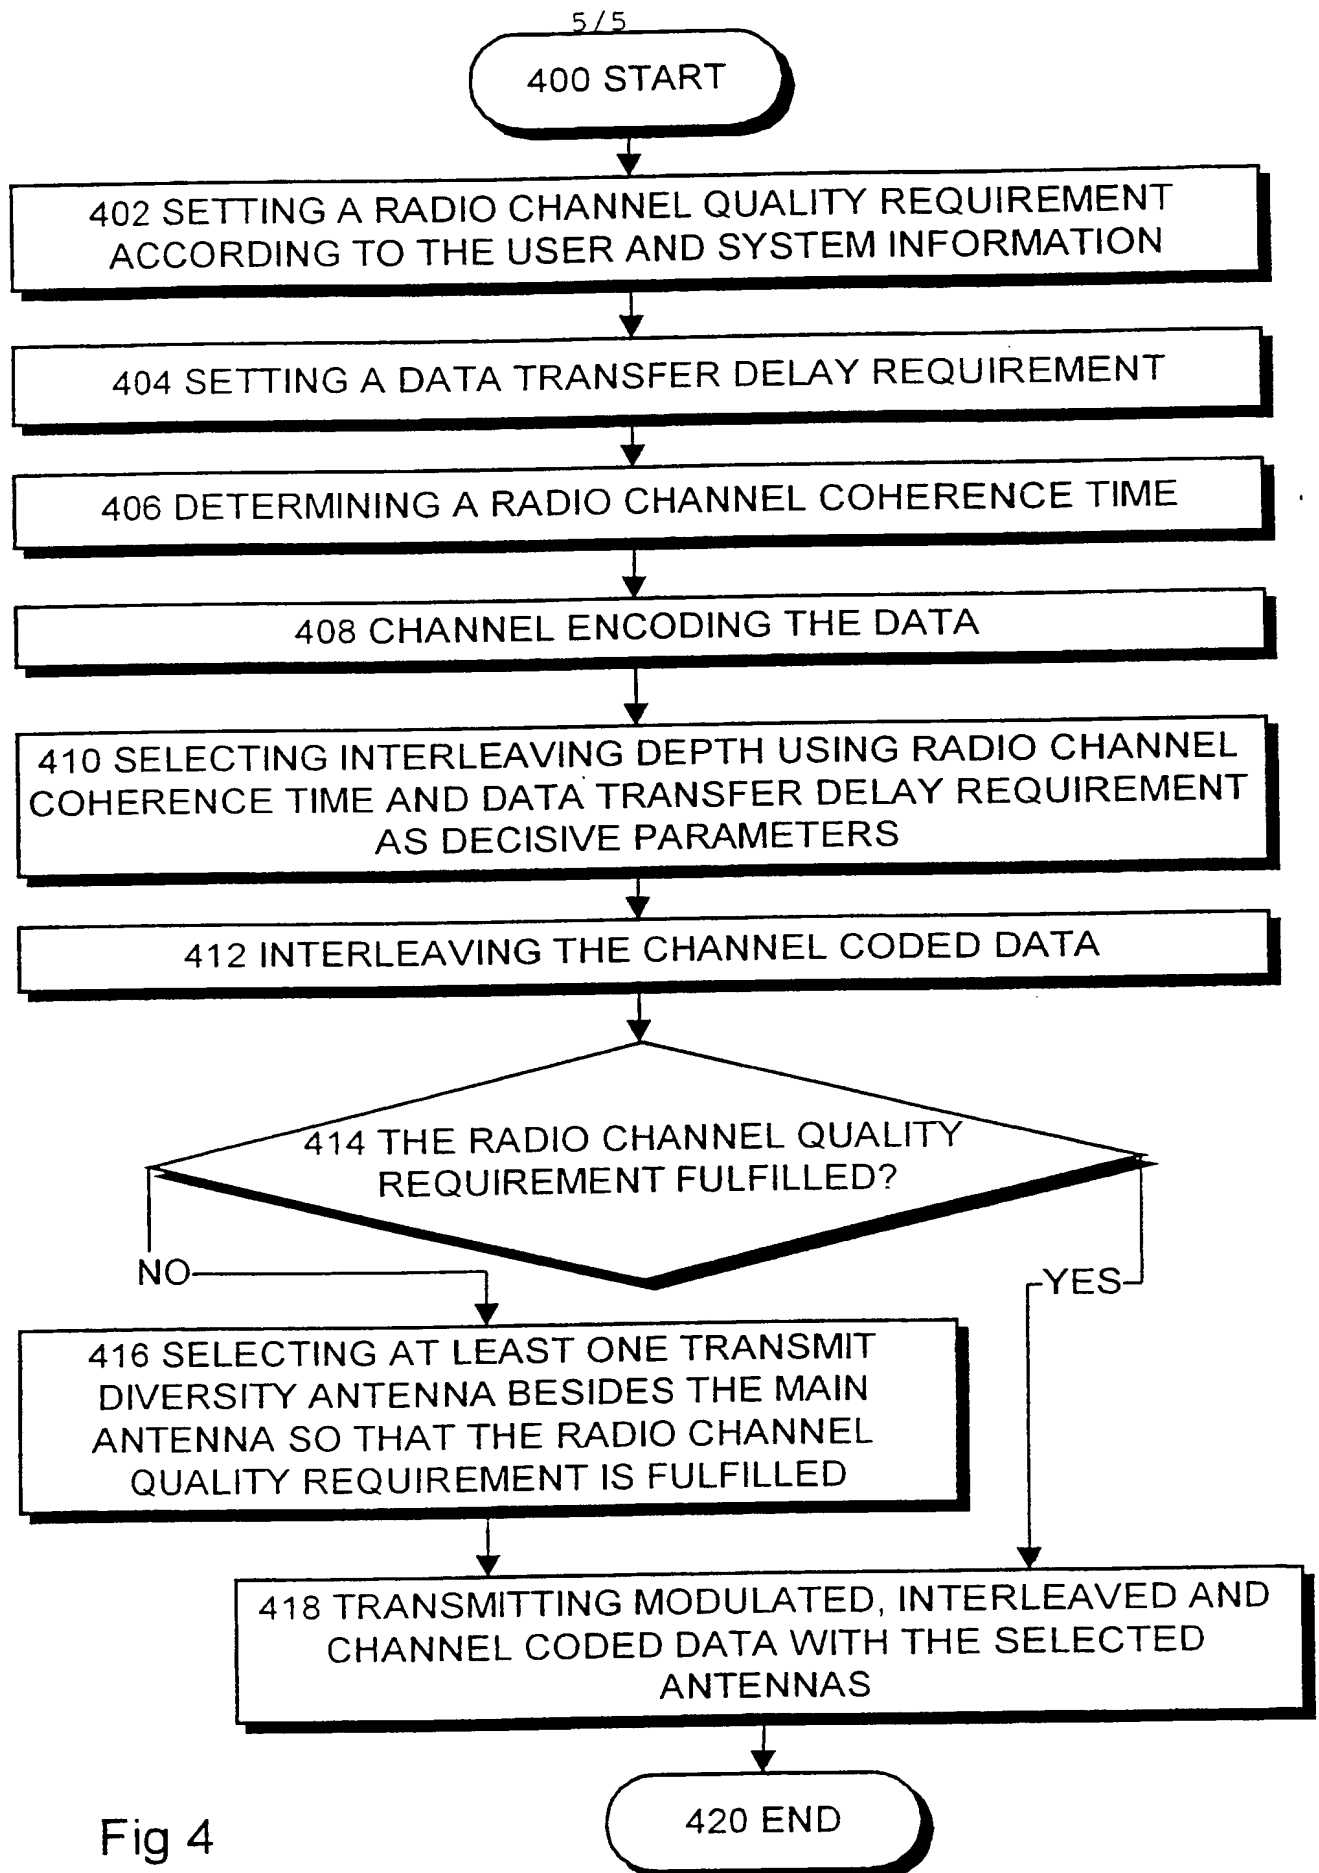 5/5
400 START
402 SETTING A RADIO CHANNEL QUALITY REQUIREMENT
ACCORDING TO THE USER AND SYSTEM INFORMATION
404 SETTING A DATA TRANSFER DELAY REQUIREMENT
406 DETERMINING A RADIO CHANNEL COHERENCE TIME
408 CHANNEL ENCODING THE DATA
410 SELECTING INTERLEAVING DEPTH USING RADIO CHANNEL
COHERENCE TIME AND DATA TRANSFER DELAY REQUIREMENT
AS DECISIVE PARAMETERS
412 INTERLEAVING THE CHANNEL CODED DATA
414 THE RADIO CHANNEL QUALITY
REQUIREMENT FULFILLED?
NO
YES
416 SELECTING AT LEAST ONE TRANSMIT
DIVERSITY ANTENNA BESIDES THE MAIN
ANTENNA SO THAT THE RADIO CHANNEL
QUALITY REQUIREMENT IS FULFILLED
418 TRANSMITTING MODULATED, INTERLEAVED AND
CHANNEL CODED DATA WITH THE SELECTED
ANTENNAS
420 END
Fig 4